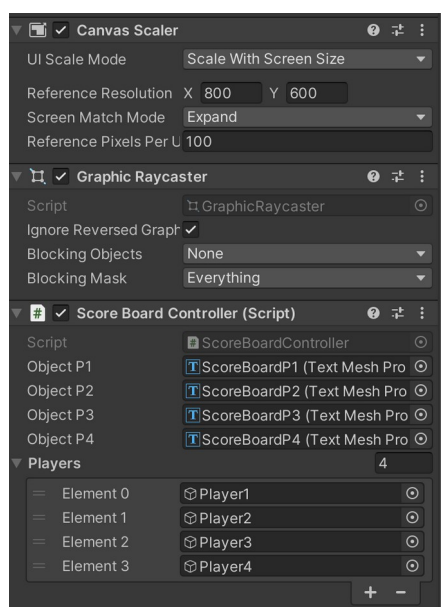 Canvas Scaler
UI Scale Mode Scale With Screen Size
Reference Resolution X 800 Y 600
Screen Match Mode Expand
Reference Pixels Per U 100
Graphic Raycaster
Script GraphicRaycaster
Ignore Reversed Graph
Blocking Objects None
Blocking Mask Everything
# Score Board Controller (Script)
Script # ScoreBoardController
Object P1 T ScoreBoardP1 (Text Mesh Pro
Object P2 T ScoreBoardP2 (Text Mesh Pro
Object P3 T ScoreBoardP3 (Text Mesh Pro
Object P4 T ScoreBoardP4 (Text Mesh Pro
Players 4
Element 0 Player1
Element 1 Player2
Element 2 Player3
Element 3 Player4
+ −